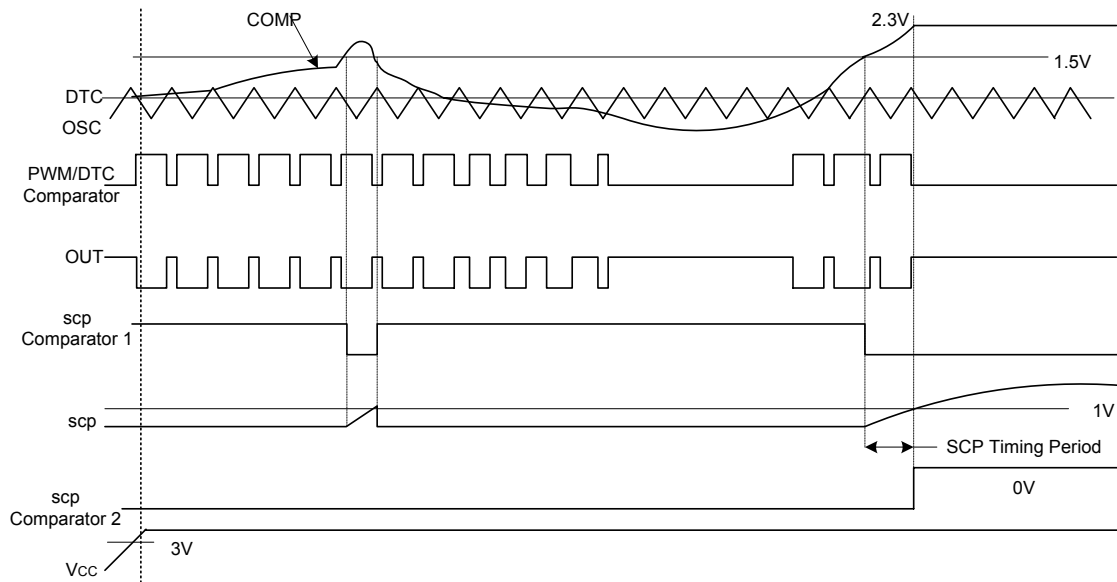 COMP
2.3V
1.5V
DTC
OSC
PWM/DTC
Comparator
OUT
scp
Comparator 1
scp
1V
SCP Timing Period
scp
Comparator 2
0V
3V
VCC